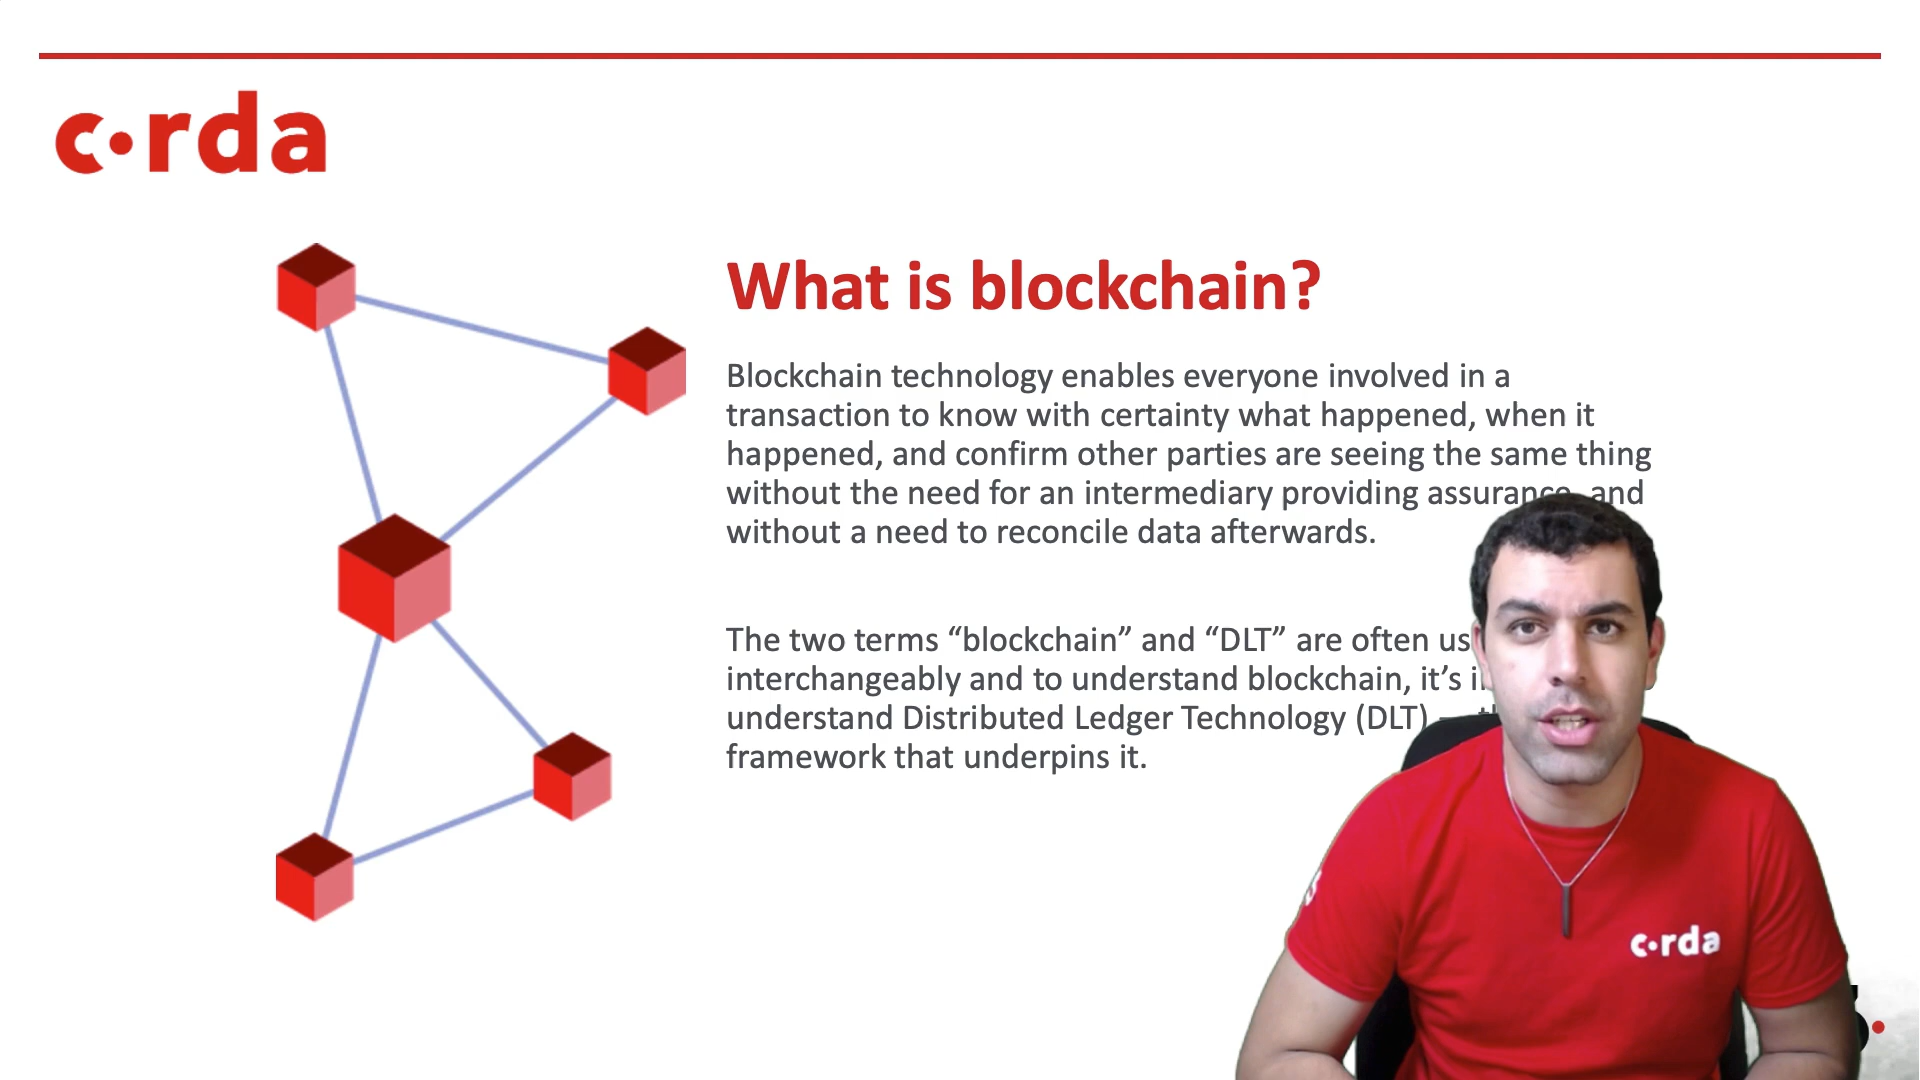 c•rda
What is blockchain?
Blockchain technology enables everyone involved in a
transaction to know with certainty what happened, when it
happened, and confirm other parties are seeing the same thing
without the need for an intermediary providing assurance, and
without a need to reconcile data afterwards.
The two terms “blockchain” and “DLT” are often
interchangeably and to understand blockchain, it’s
understand Distributed Ledger Technology (DLT) —
framework that underpins it.
c•rda